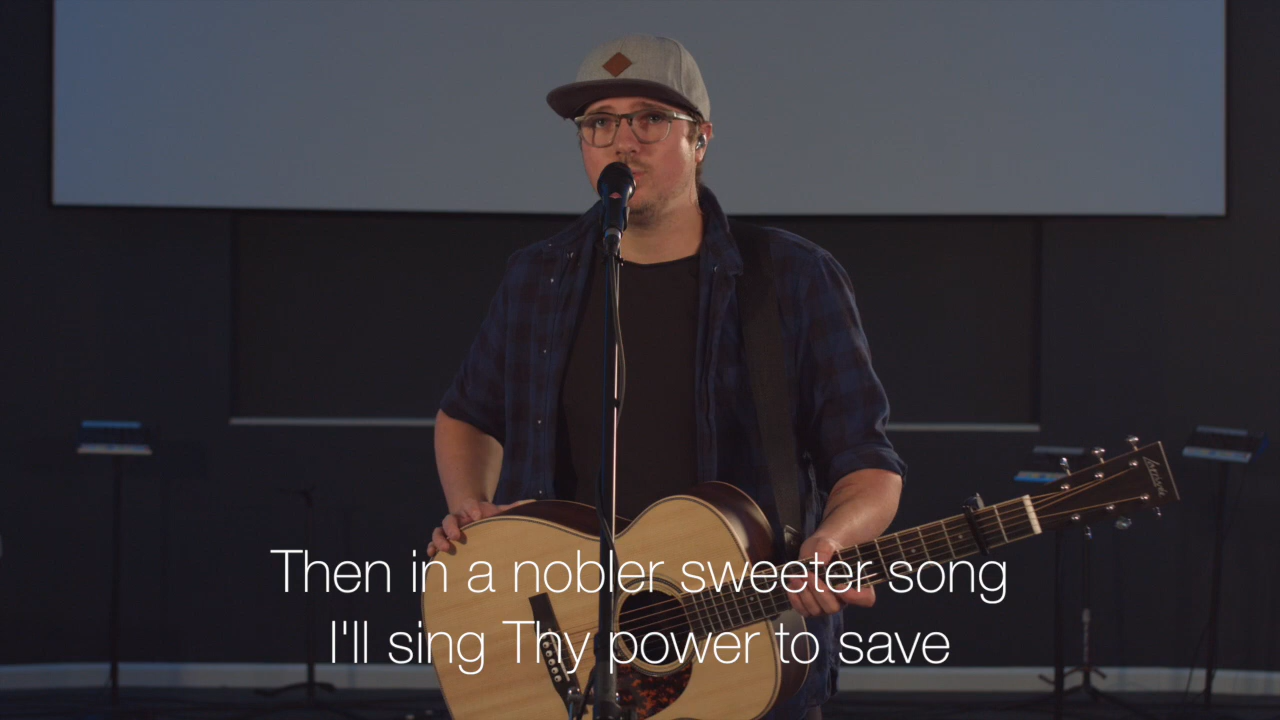 Then in a nobler sweeter song
I'll sing Thy power to save